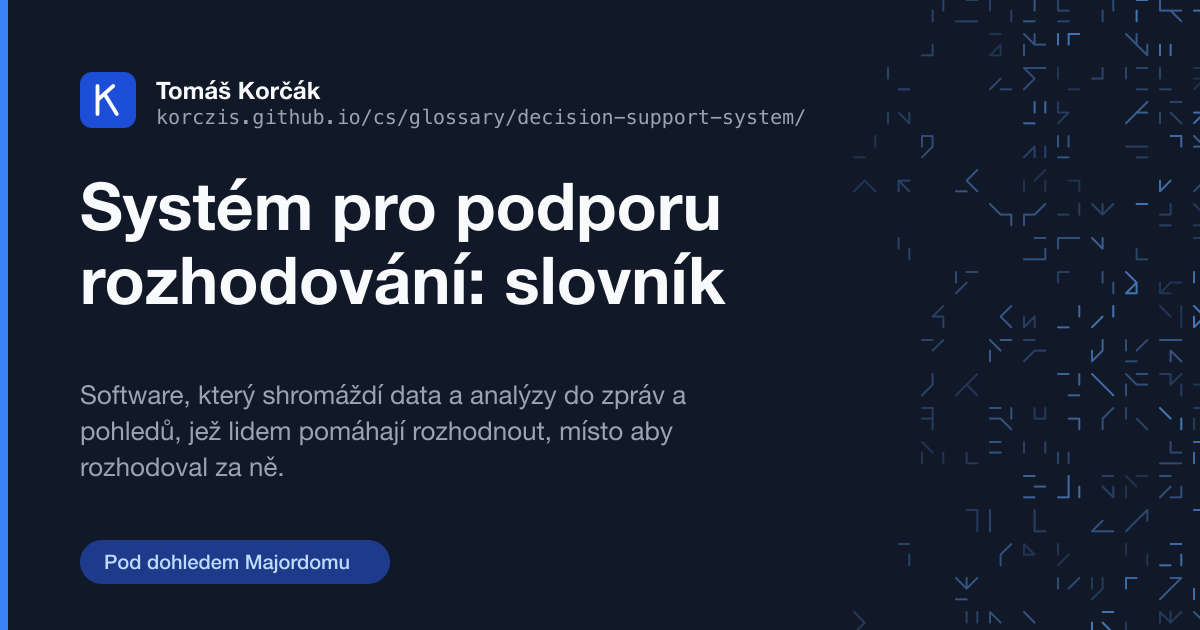 Tomáš Korčák
korczis.github.io/cs/glossary/decision-support-system/
Systém pro podporu
rozhodování: slovník
Software, který shromáždí data a analýzy do zpráv a
pohledů, jež lidem pomáhají rozhodnout, místo aby
rozhodoval za ně.
Pod dohledem Majordomu